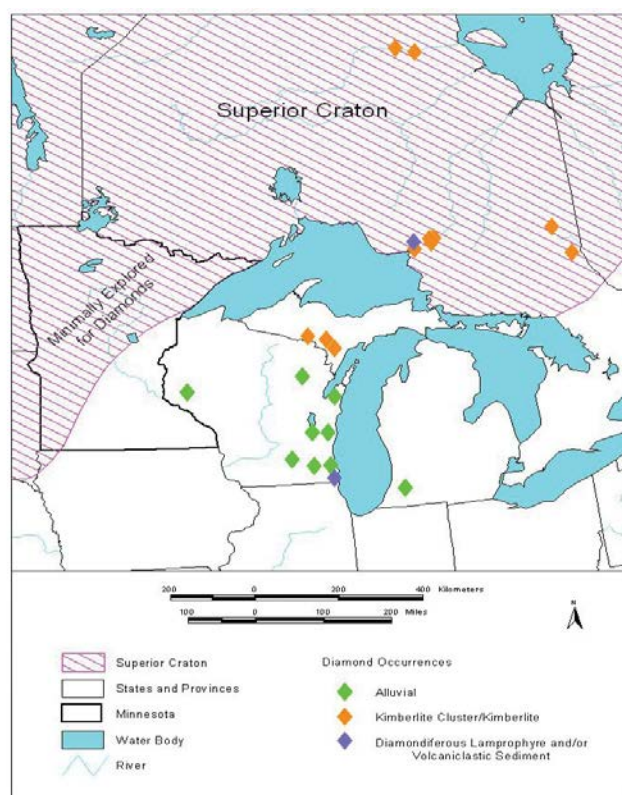 Superior Craton
Minimally Explored
for Diamonds
200 0 200 400 Kilometers
100 0 100 200 Miles
N
Superior Craton
States and Provinces
Minnesota
Water Body
River
Diamond Occurrences
Alluvial
Kimberlite Cluster/Kimberlite
Diamondiferous Lamprophyre and/or
Volcaniclastic Sediment